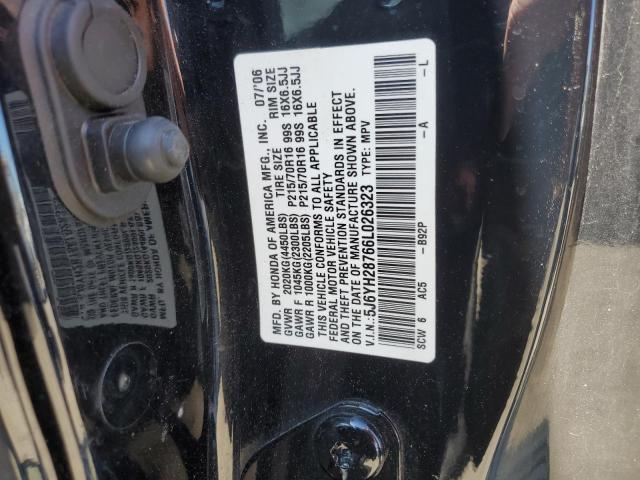 MFD. BY HONDA OF AMERICA MFG., INC. 07/'06
TIRE SIZE RIM SIZE
GVWR 2020KG(4450LBS)
GAWR F 1045KG(2300LBS) P215/70R16 99S 16X6.5JJ
GAWR R 1000KG(2205LBS) P215/70R16 99S 16X6.5JJ
THIS VEHICLE CONFORMS TO ALL APPLICABLE
FEDERAL MOTOR VEHICLE SAFETY
AND THEFT PREVENTION STANDARDS IN EFFECT
ON THE DATE OF MANUFACTURE SHOWN ABOVE.
V.I.N.: 5J6YH28766L026323 TYPE: MPV
SCW 6 AC5 -B92P -A -L